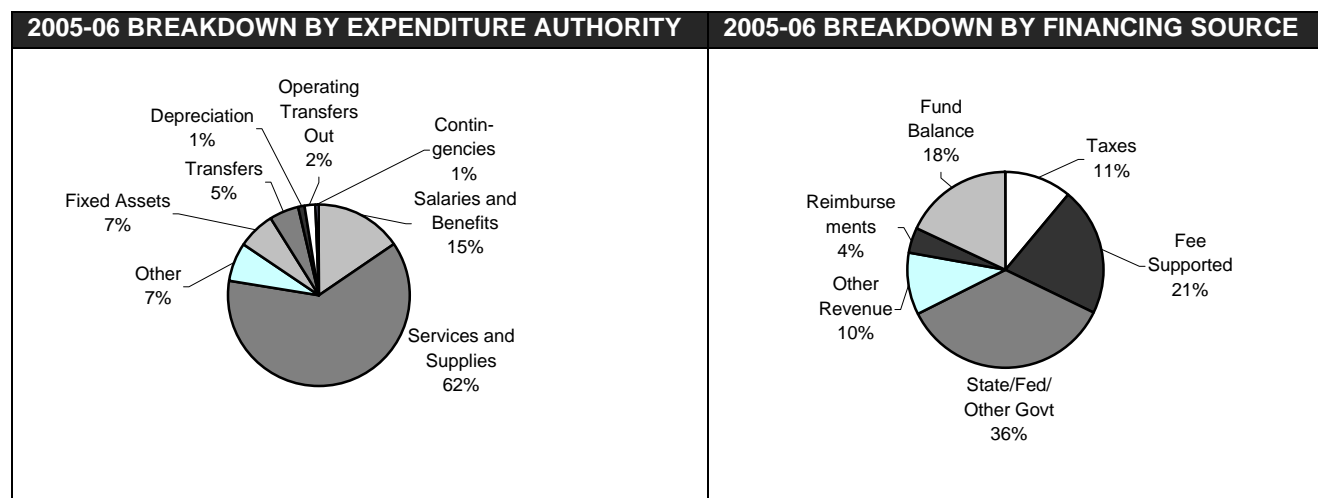 2005-06 BREAKDOWN BY EXPENDITURE AUTHORITY
Operating
Transfers
Out
2%
Depreciation
1%
Contin-
gencies
1%
Transfers
5%
Salaries and
Benefits
15%
Fixed Assets
7%
Other
7%
Services and
Supplies
62%
2005-06 BREAKDOWN BY FINANCING SOURCE
Fund
Balance
18%
Taxes
11%
Reimburse
ments
4%
Fee
Supported
21%
Other
Revenue
10%
State/Fed/
Other Govt
36%